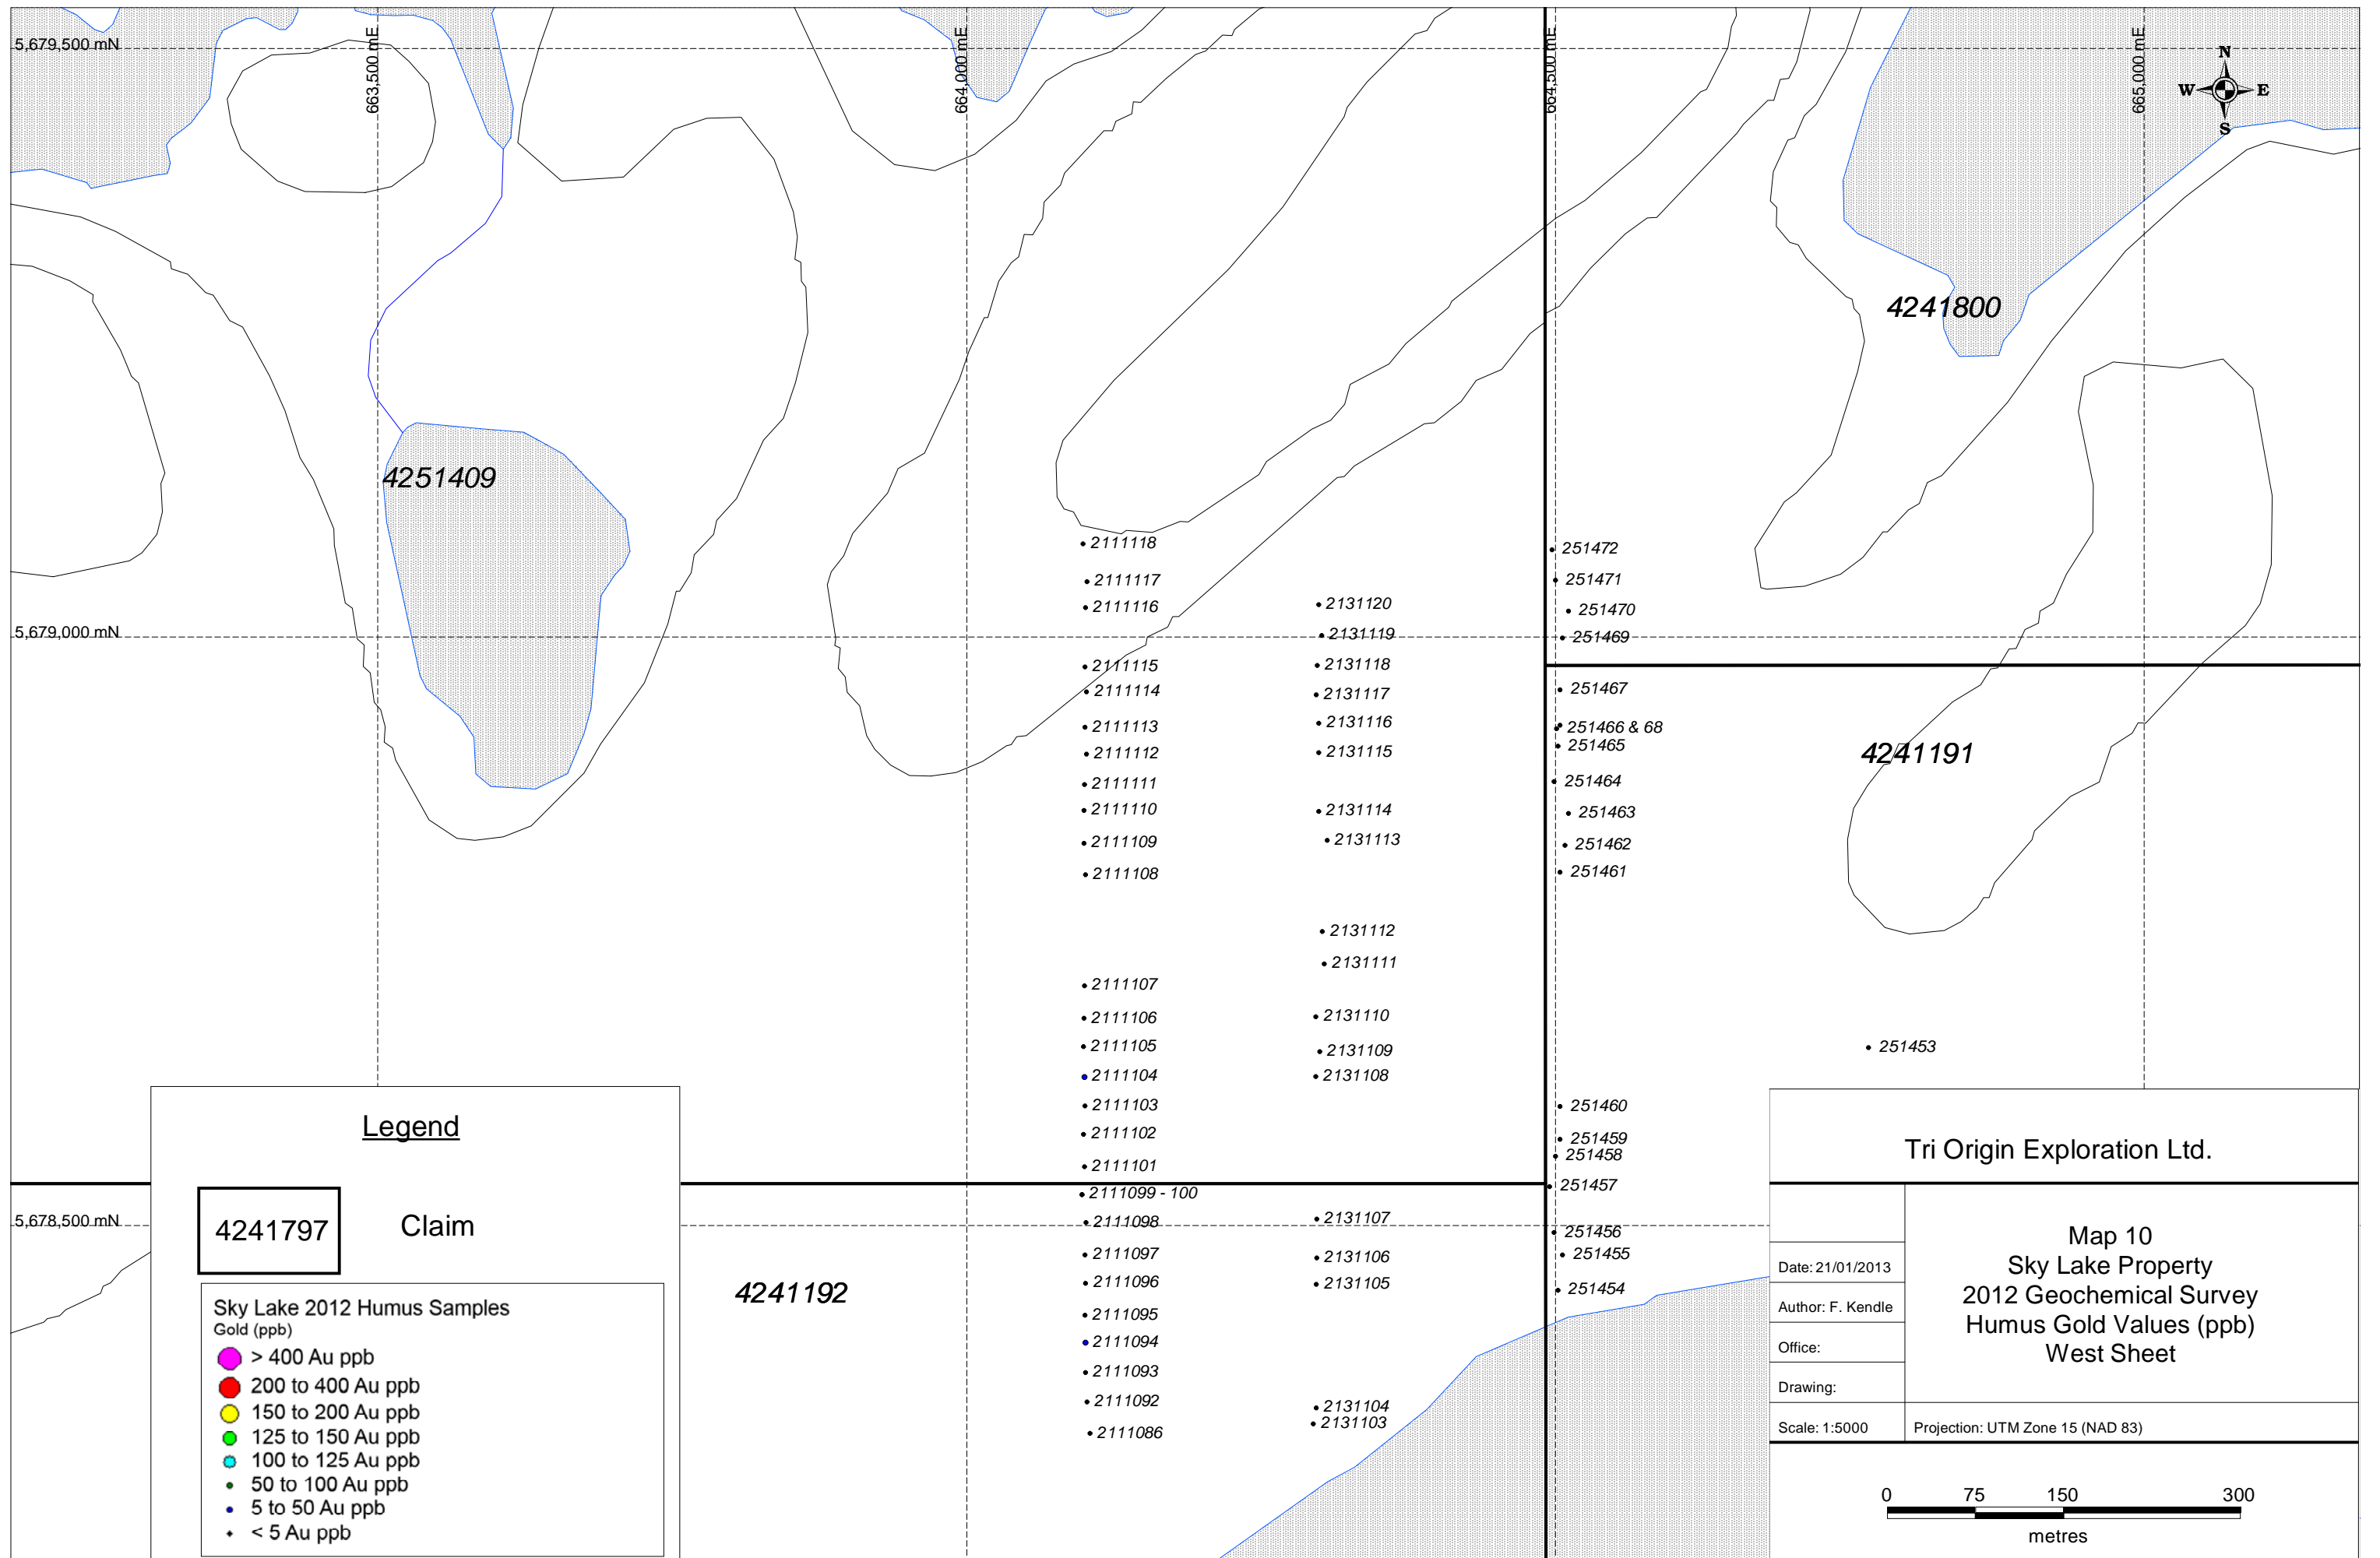 5,679,500 mN
663,500 mE
664,000 mE
664,500 mE
665,000 mE
N
W E
S
4241800
4251409
2111118
251472
2111117
251471
2111116
2131120
251470
5,679,000 mN
2131119
251469
2111115
2131118
2111114
2131117
251467
2111113
2131116
251466 & 68
2111112
2131115
251465
4241191
2111111
251464
2111110
2131114
251463
2111109
2131113
251462
2111108
251461
2131112
2131111
2111107
2111106
2131110
2111105
2131109
251453
2111104
2131108
2111103
251460
2111102
251459
251458
2111101
251457
2111099 - 100
5,678,500 mN
2111098
2131107
251456
2111097
2131106
251455
2111096
2131105
251454
4241192
2111095
2111094
2111093
2111092
2131104
2131103
2111086
Legend
4241797
Claim
Sky Lake 2012 Humus Samples
Gold (ppb)
> 400 Au ppb
200 to 400 Au ppb
150 to 200 Au ppb
125 to 150 Au ppb
100 to 125 Au ppb
50 to 100 Au ppb
5 to 50 Au ppb
< 5 Au ppb
Tri Origin Exploration Ltd.
Date: 21/01/2013
Author: F. Kendle
Office:
Drawing:
Scale: 1:5000
Map 10
Sky Lake Property
2012 Geochemical Survey
Humus Gold Values (ppb)
West Sheet
Projection: UTM Zone 15 (NAD 83)
0 75 150 300
metres